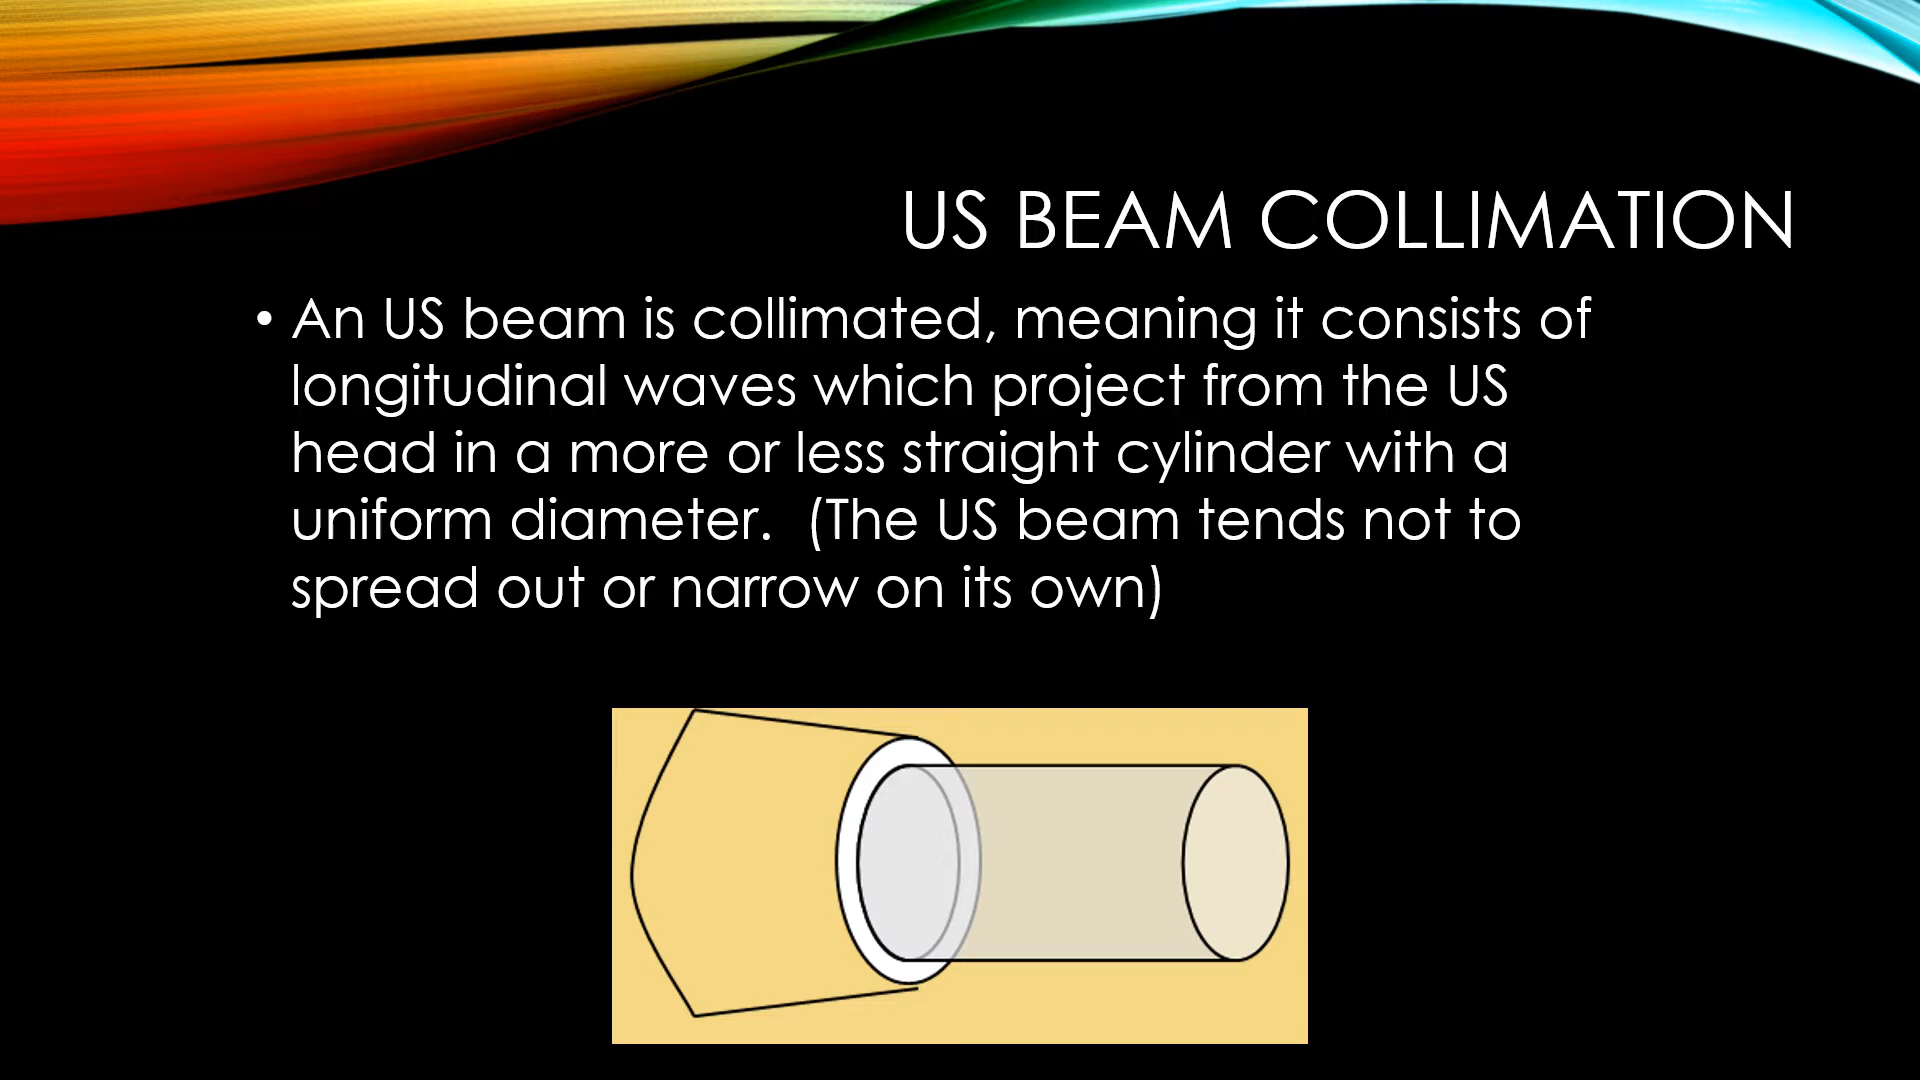 US BEAM COLLIMATION
• An US beam is collimated, meaning it consists of
longitudinal waves which project from the US
head in a more or less straight cylinder with a
uniform diameter.  (The US beam tends not to
spread out or narrow on its own)